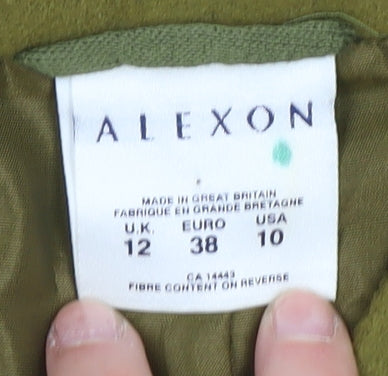 ALEXON
MADE IN GREAT BRITAIN
FABRIQUE EN GRANDE BRETAGNE
U.K. EURO USA
12 38 10
CA 14443
FIBRE CONTENT ON REVERSE